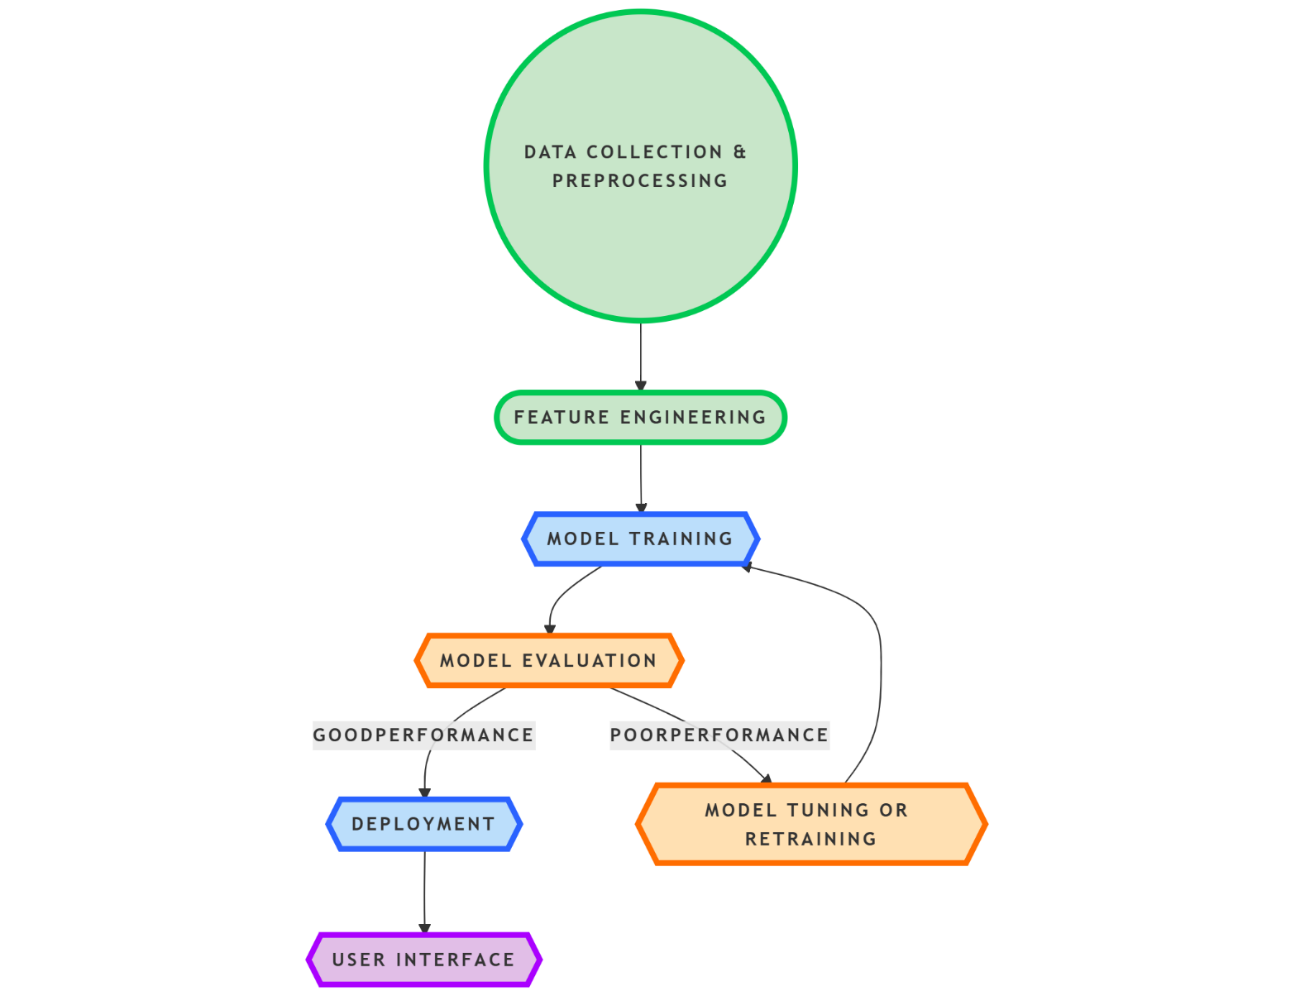 DATA COLLECTION &
PREPROCESSING
FEATURE ENGINEERING
MODEL TRAINING
MODEL EVALUATION
GOODPERFORMANCE
POORPERFORMANCE
DEPLOYMENT
MODEL TUNING OR
RETRAINING
USER INTERFACE